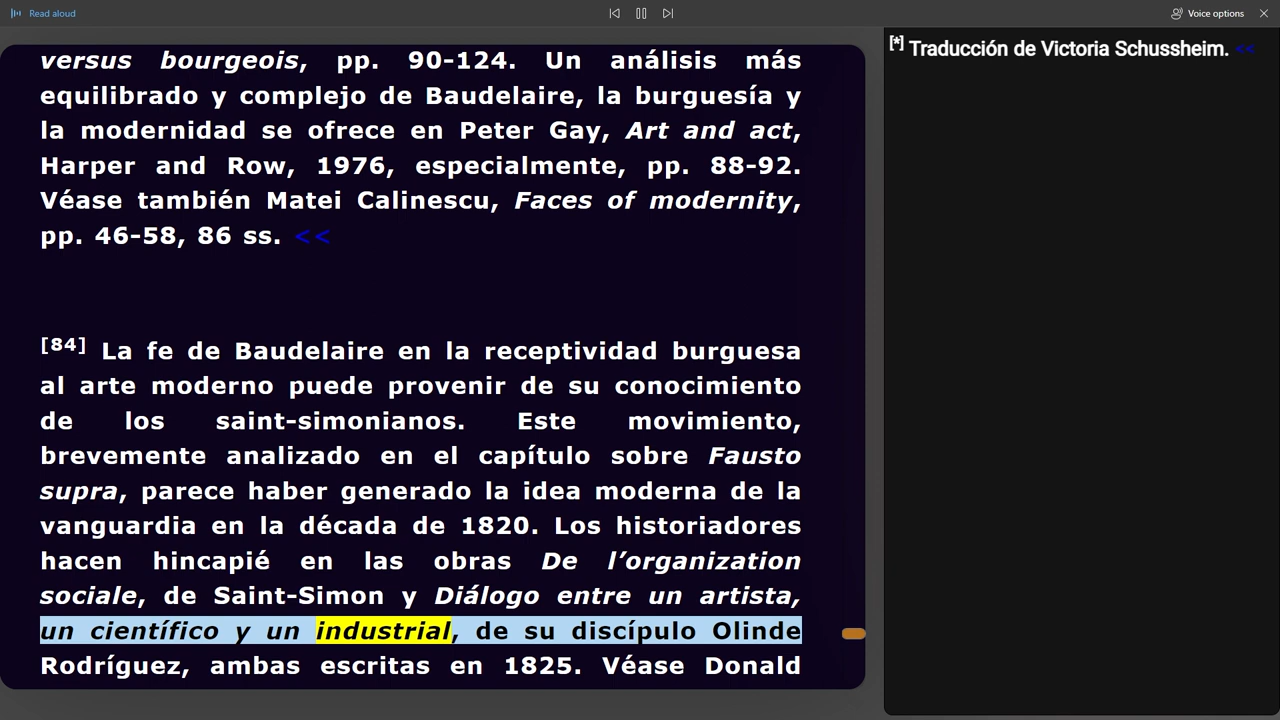 Read aloud
Voice options
versus bourgeois, pp. 90-124. Un análisis más
equilibrado y complejo de Baudelaire, la burguesía y
la modernidad se ofrece en Peter Gay, Art and act,
Harper and Row, 1976, especialmente, pp. 88-92.
Véase también Matei Calinescu, Faces of modernity,
pp. 46-58, 86 ss. <<
[84] La fe de Baudelaire en la receptividad burguesa
al arte moderno puede provenir de su conocimiento
de los saint-simonianos. Este movimiento,
brevemente analizado en el capítulo sobre Fausto
supra, parece haber generado la idea moderna de la
vanguardia en la década de 1820. Los historiadores
hacen hincapié en las obras De l’organization
sociale, de Saint-Simon y Diálogo entre un artista,
un científico y un industrial, de su discípulo Olinde
Rodríguez, ambas escritas en 1825. Véase Donald
[*] Traducción de Victoria Schussheim. <<